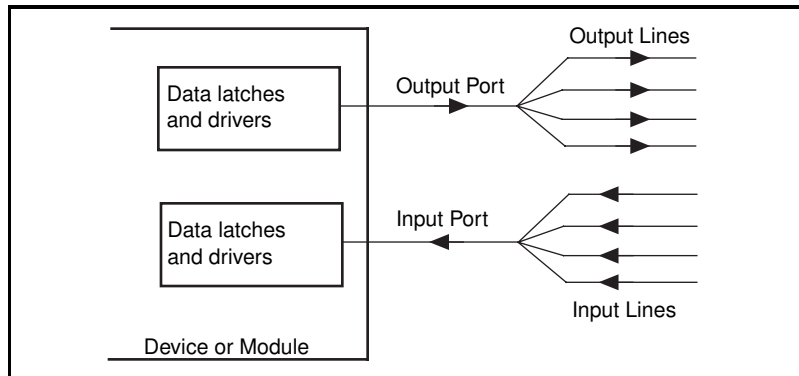 Output Lines
Data latches
and drivers
Output Port
Data latches
and drivers
Input Port
Input Lines
Device or Module